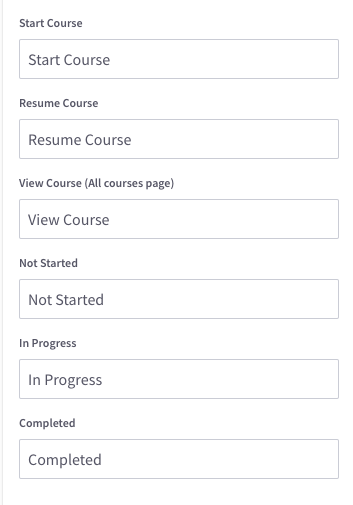 Start Course
Start Course
Resume Course
Resume Course
View Course (All courses page)
View Course
Not Started
Not Started
In Progress
In Progress
Completed
Completed